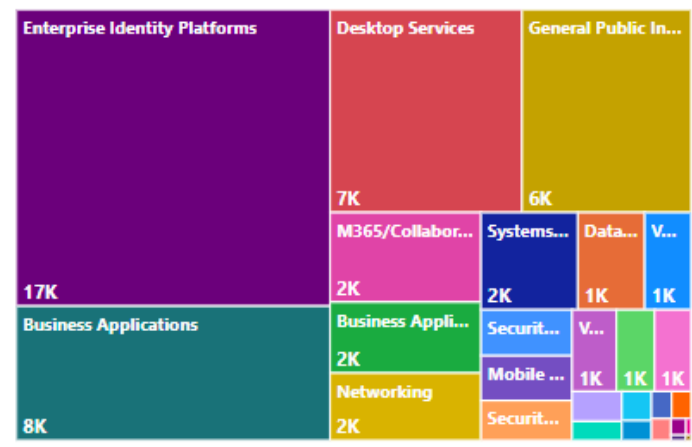 Enterprise Identity Platforms
17K
Business Applications
8K
Desktop Services
7K
General Public In...
6K
M365/Collabor...
2K
Business Appli...
2K
Networking
2K
Systems...
2K
Data...
1K
V...
1K
Securit...
Mobile ...
Securit...
V...
1K
1K
1K